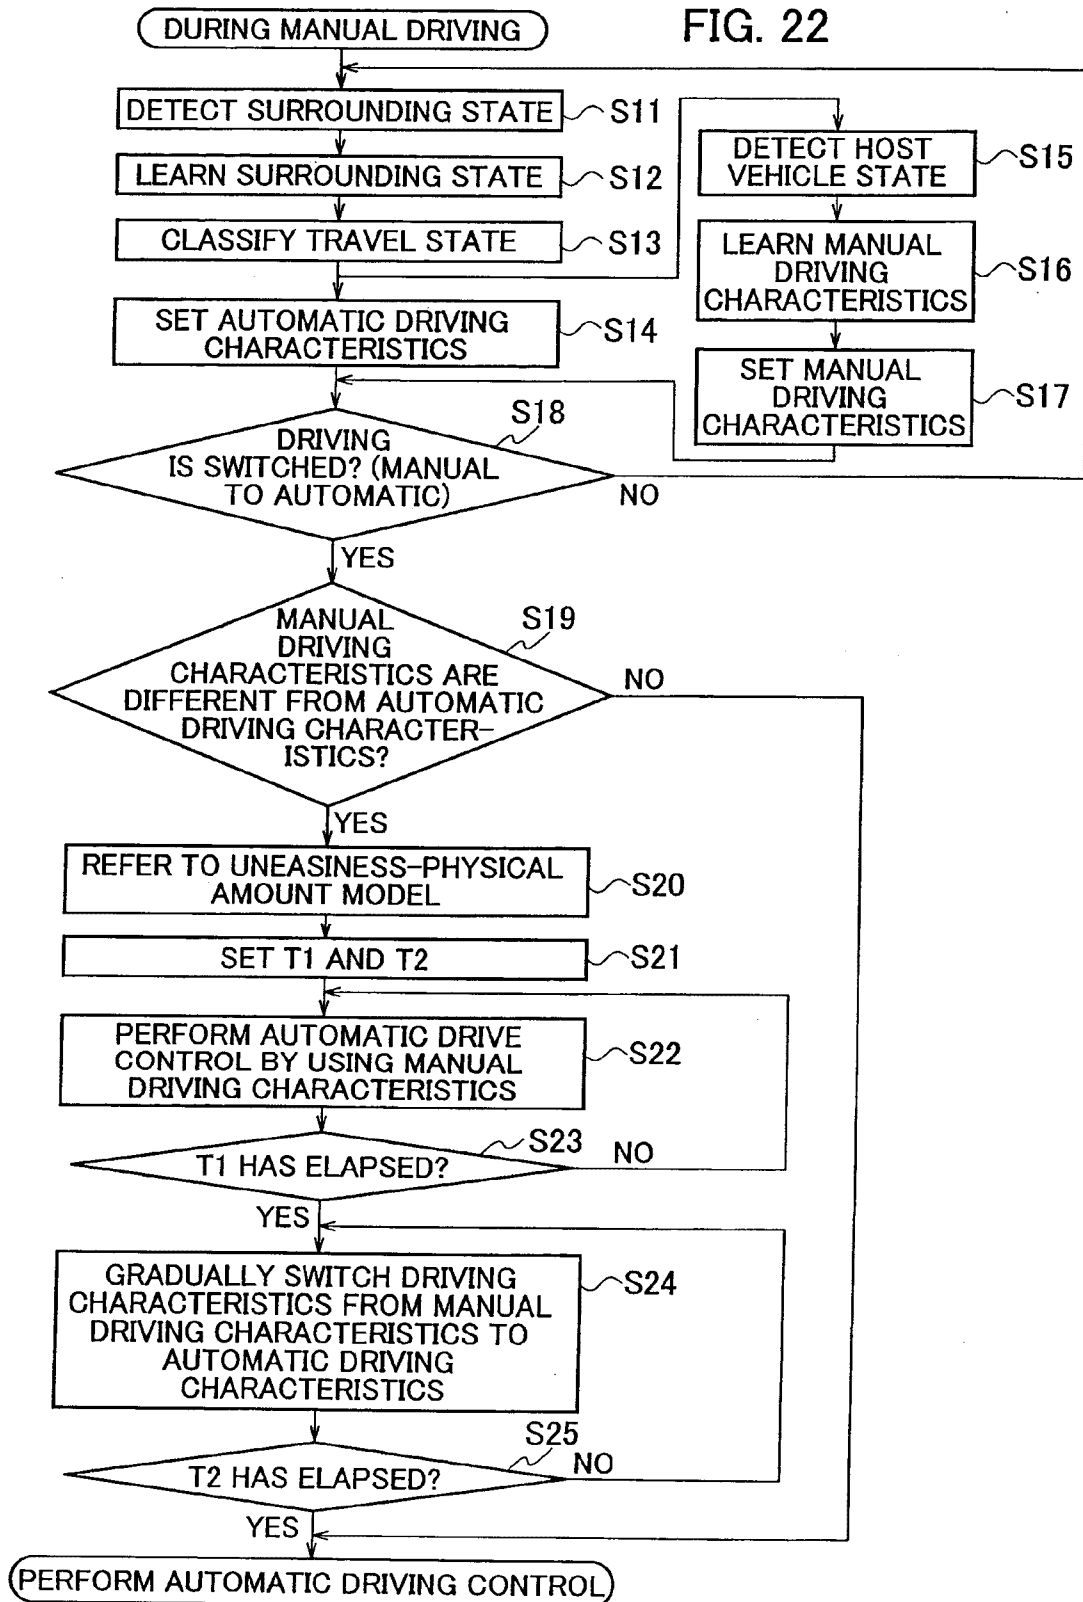 FIG. 22
DURING MANUAL DRIVING
DETECT SURROUNDING STATE
S11
LEARN SURROUNDING STATE
S12
CLASSIFY TRAVEL STATE
S13
SET AUTOMATIC DRIVING
CHARACTERISTICS
S14
DETECT HOST
VEHICLE STATE
S15
LEARN MANUAL
DRIVING
CHARACTERISTICS
S16
SET MANUAL
DRIVING
CHARACTERISTICS
S17
S18
DRIVING
IS SWITCHED? (MANUAL
TO AUTOMATIC)
NO
YES
S19
MANUAL
DRIVING
CHARACTERISTICS ARE
DIFFERENT FROM AUTOMATIC
DRIVING CHARACTER-
ISTICS?
NO
YES
REFER TO UNEASINESS-PHYSICAL
AMOUNT MODEL
S20
SET T1 AND T2
S21
PERFORM AUTOMATIC DRIVE
CONTROL BY USING MANUAL
DRIVING CHARACTERISTICS
S22
S23
T1 HAS ELAPSED?
NO
YES
GRADUALLY SWITCH DRIVING
CHARACTERISTICS FROM MANUAL
DRIVING CHARACTERISTICS TO
AUTOMATIC DRIVING
CHARACTERISTICS
S24
S25
T2 HAS ELAPSED?
NO
YES
PERFORM AUTOMATIC DRIVING CONTROL